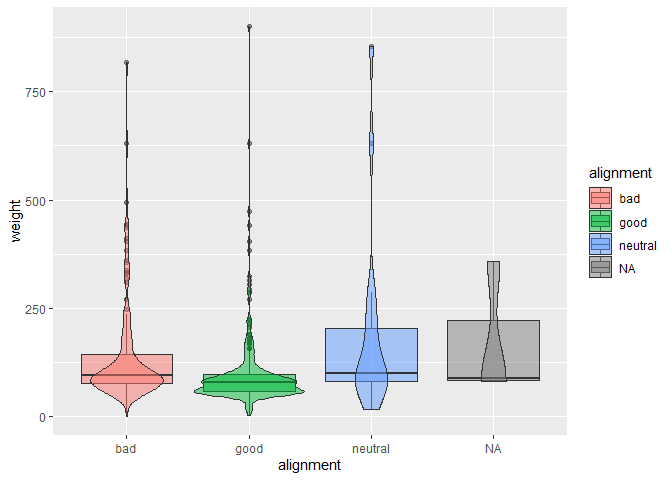 weight
750
500
250
0
bad good neutral NA
alignment
alignment
bad
good
neutral
NA